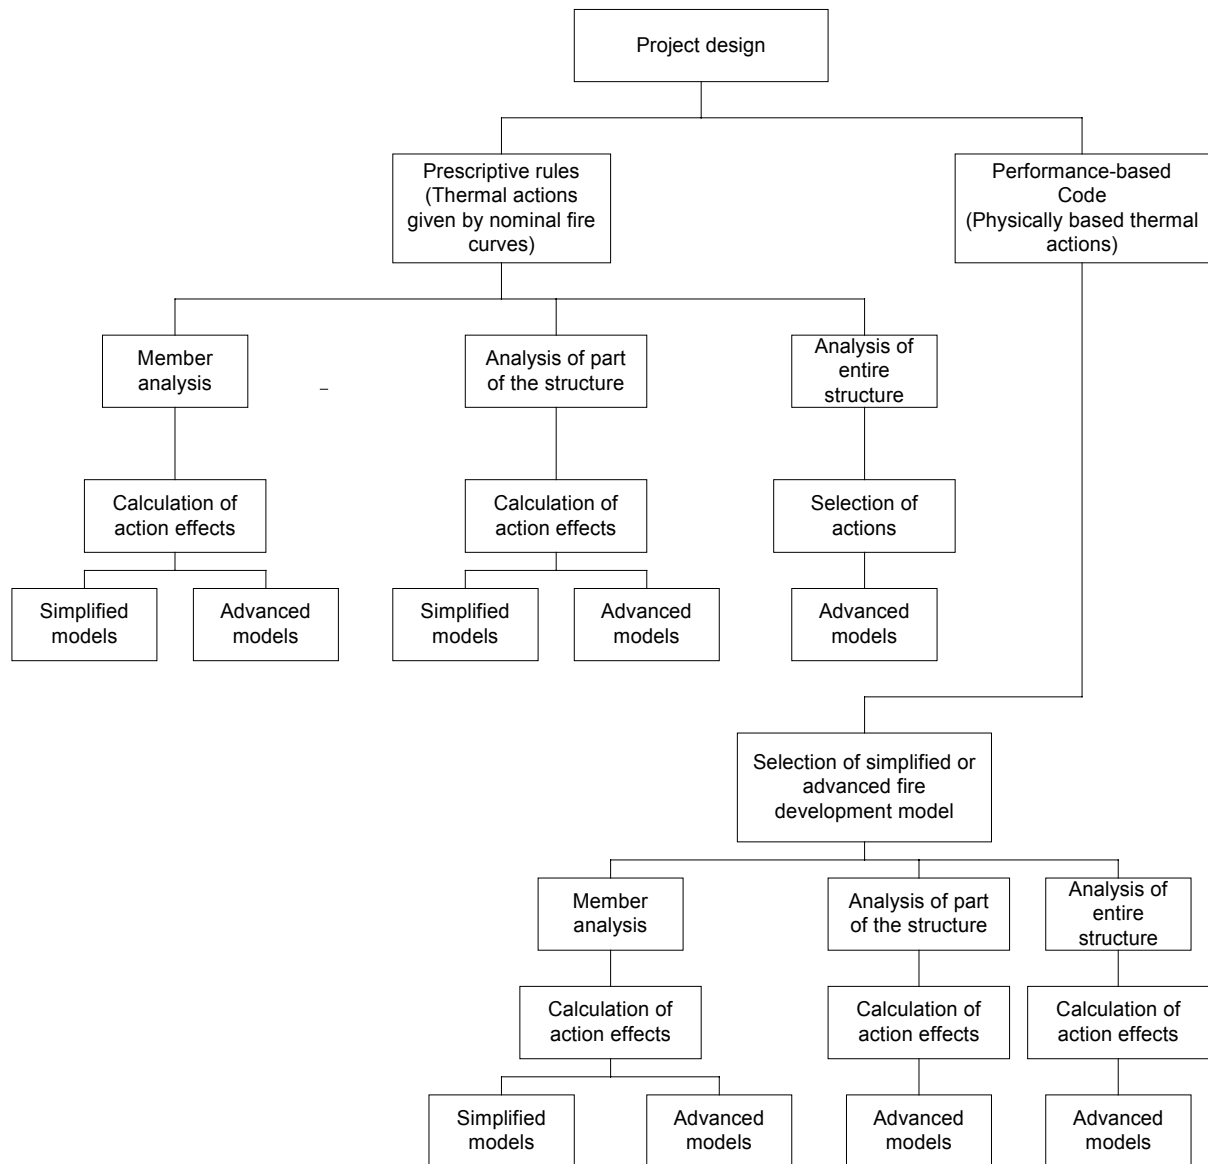 Project design
Prescriptive rules
(Thermal actions
given by nominal fire
curves)
Performance-based
Code
(Physically based thermal
actions)
Member
analysis
–
Analysis of part
of the structure
Analysis of
entire
structure
Calculation of
action effects
Calculation of
action effects
Selection of
actions
Simplified
models
Advanced
models
Simplified
models
Advanced
models
Advanced
models
Selection of simplified or
advanced fire
development model
Member
analysis
Analysis of part
of the structure
Analysis of
entire
structure
Calculation of
action effects
Calculation of
action effects
Calculation of
action effects
Simplified
models
Advanced
models
Advanced
models
Advanced
models